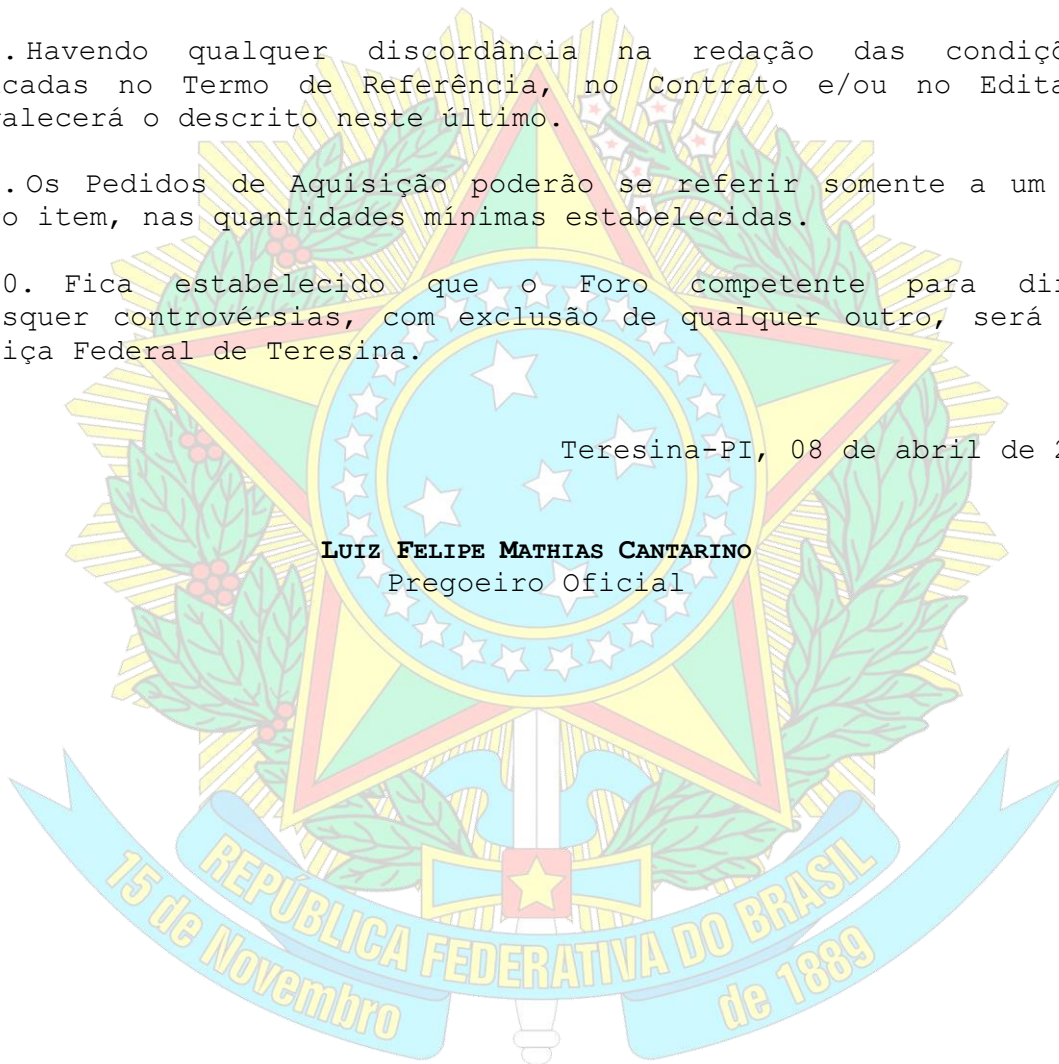 . Havendo qualquer discordância na redação das condiçõ
cadas no Termo de Referência, no Contrato e/ou no Edita
alecerá o descrito neste último.
. Os Pedidos de Aquisição poderão se referir somente a um
o item, nas quantidades mínimas estabelecidas.
0. Fica estabelecido que o Foro competente para dir
squer controvérsias, com exclusão de qualquer outro, será
iça Federal de Teresina.
Teresina-PI, 08 de abril de 2
LUIZ FELIPE MATHIAS CANTARINO
Pregoeiro Oficial
REPÚBLICA FEDERATIVA DO BRASIL
15 de Novembro de 1889